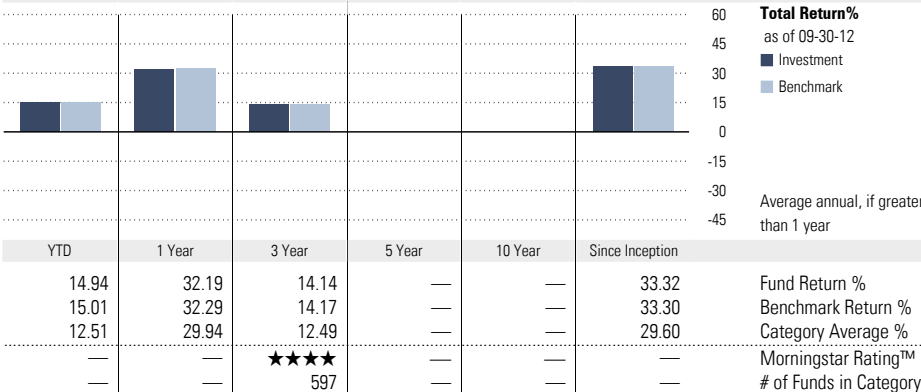 60
45
30
15
0
-15
-30
-45
Total Return%
as of 09-30-12
Investment
Benchmark
Average annual, if greater
than 1 year
YTD 1 Year 3 Year 5 Year 10 Year Since Inception
14.94 32.19 14.14 — — 33.32 Fund Return %
15.01 32.29 14.17 — — 33.30 Benchmark Return %
12.51 29.94 12.49 — — 29.60 Category Average %
— — ★★★★ — — — Morningstar Rating™
— — 597 — — — # of Funds in Category